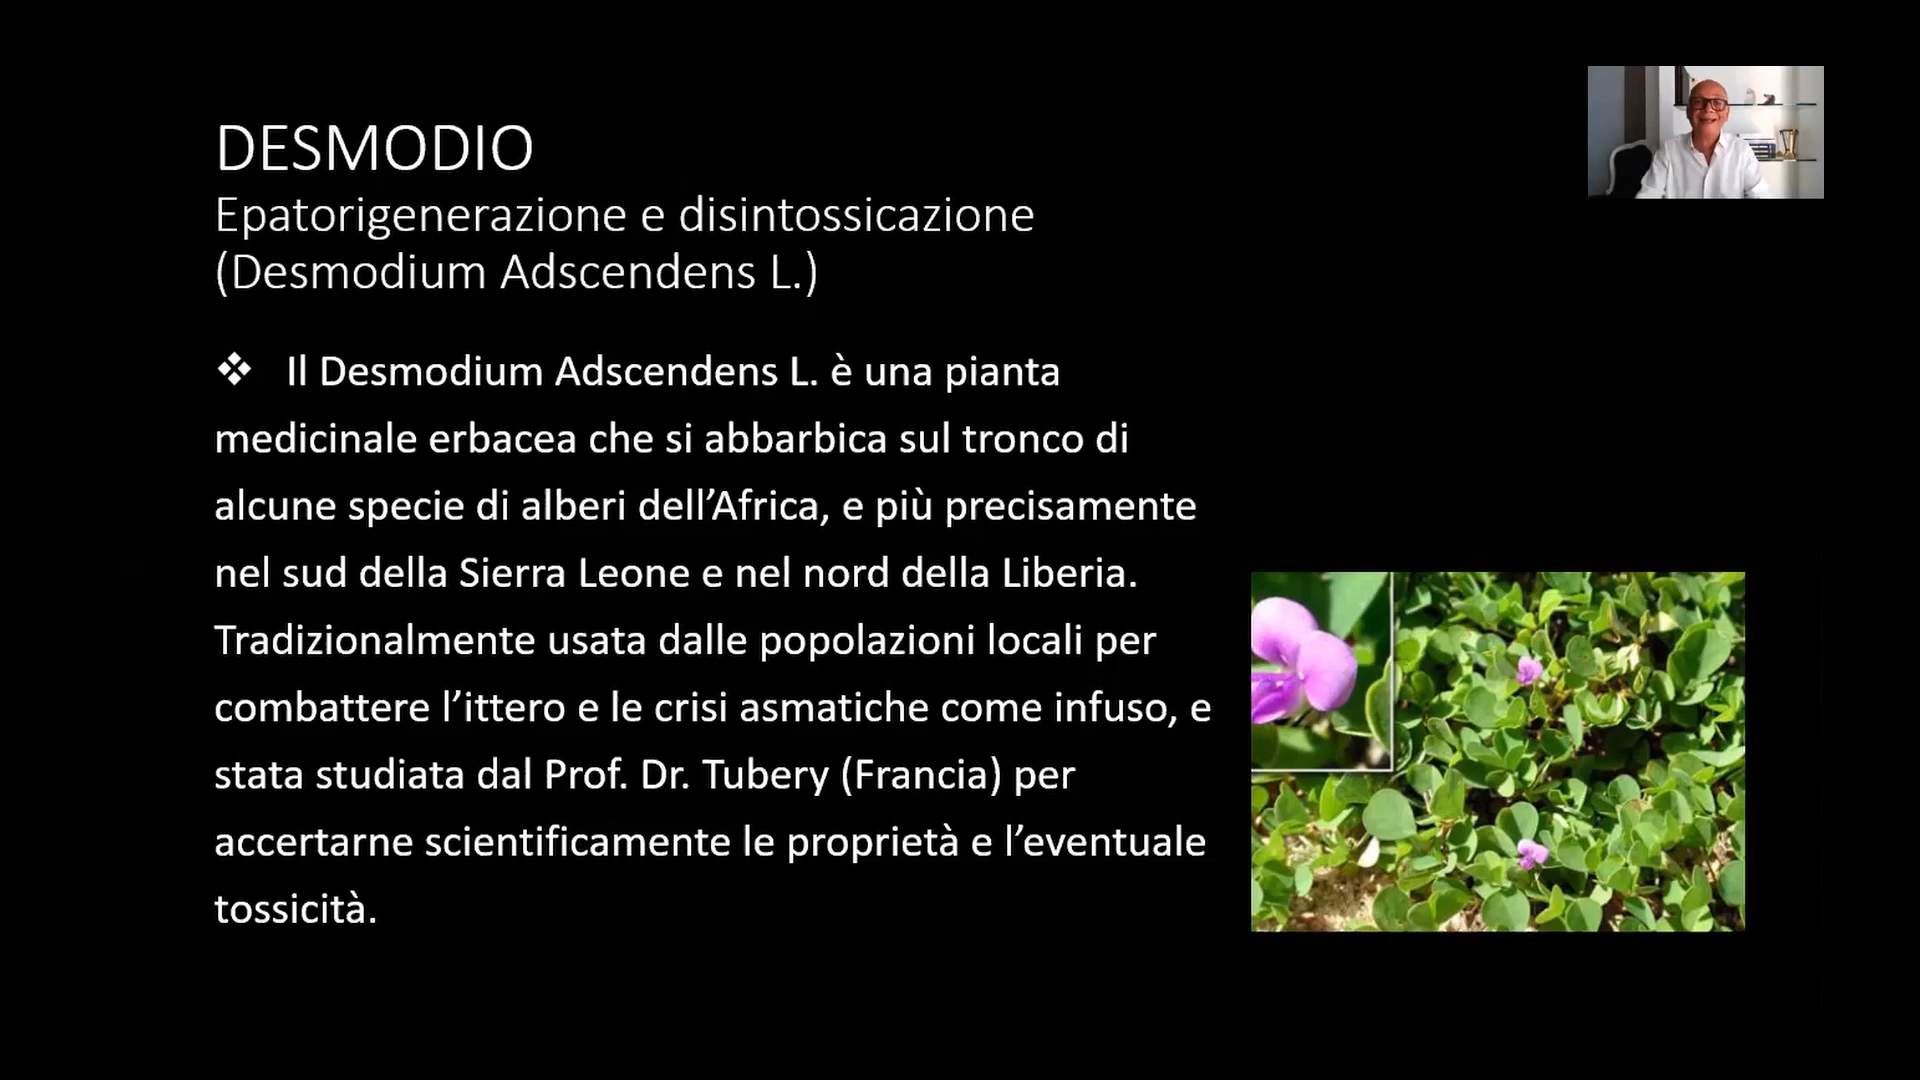 DESMODIO
Epatorigenerazione e disintossicazione
(Desmodium Adscendens L.)
❖ Il Desmodium Adscendens L. è una pianta
medicinale erbacea che si abbarbica sul tronco di
alcune specie di alberi dell’Africa, e più precisamente
nel sud della Sierra Leone e nel nord della Liberia.
Tradizionalmente usata dalle popolazioni locali per
combattere l’ittero e le crisi asmatiche come infuso, e
stata studiata dal Prof. Dr. Tubery (Francia) per
accertarne scientificamente le proprietà e l’eventuale
tossicità.